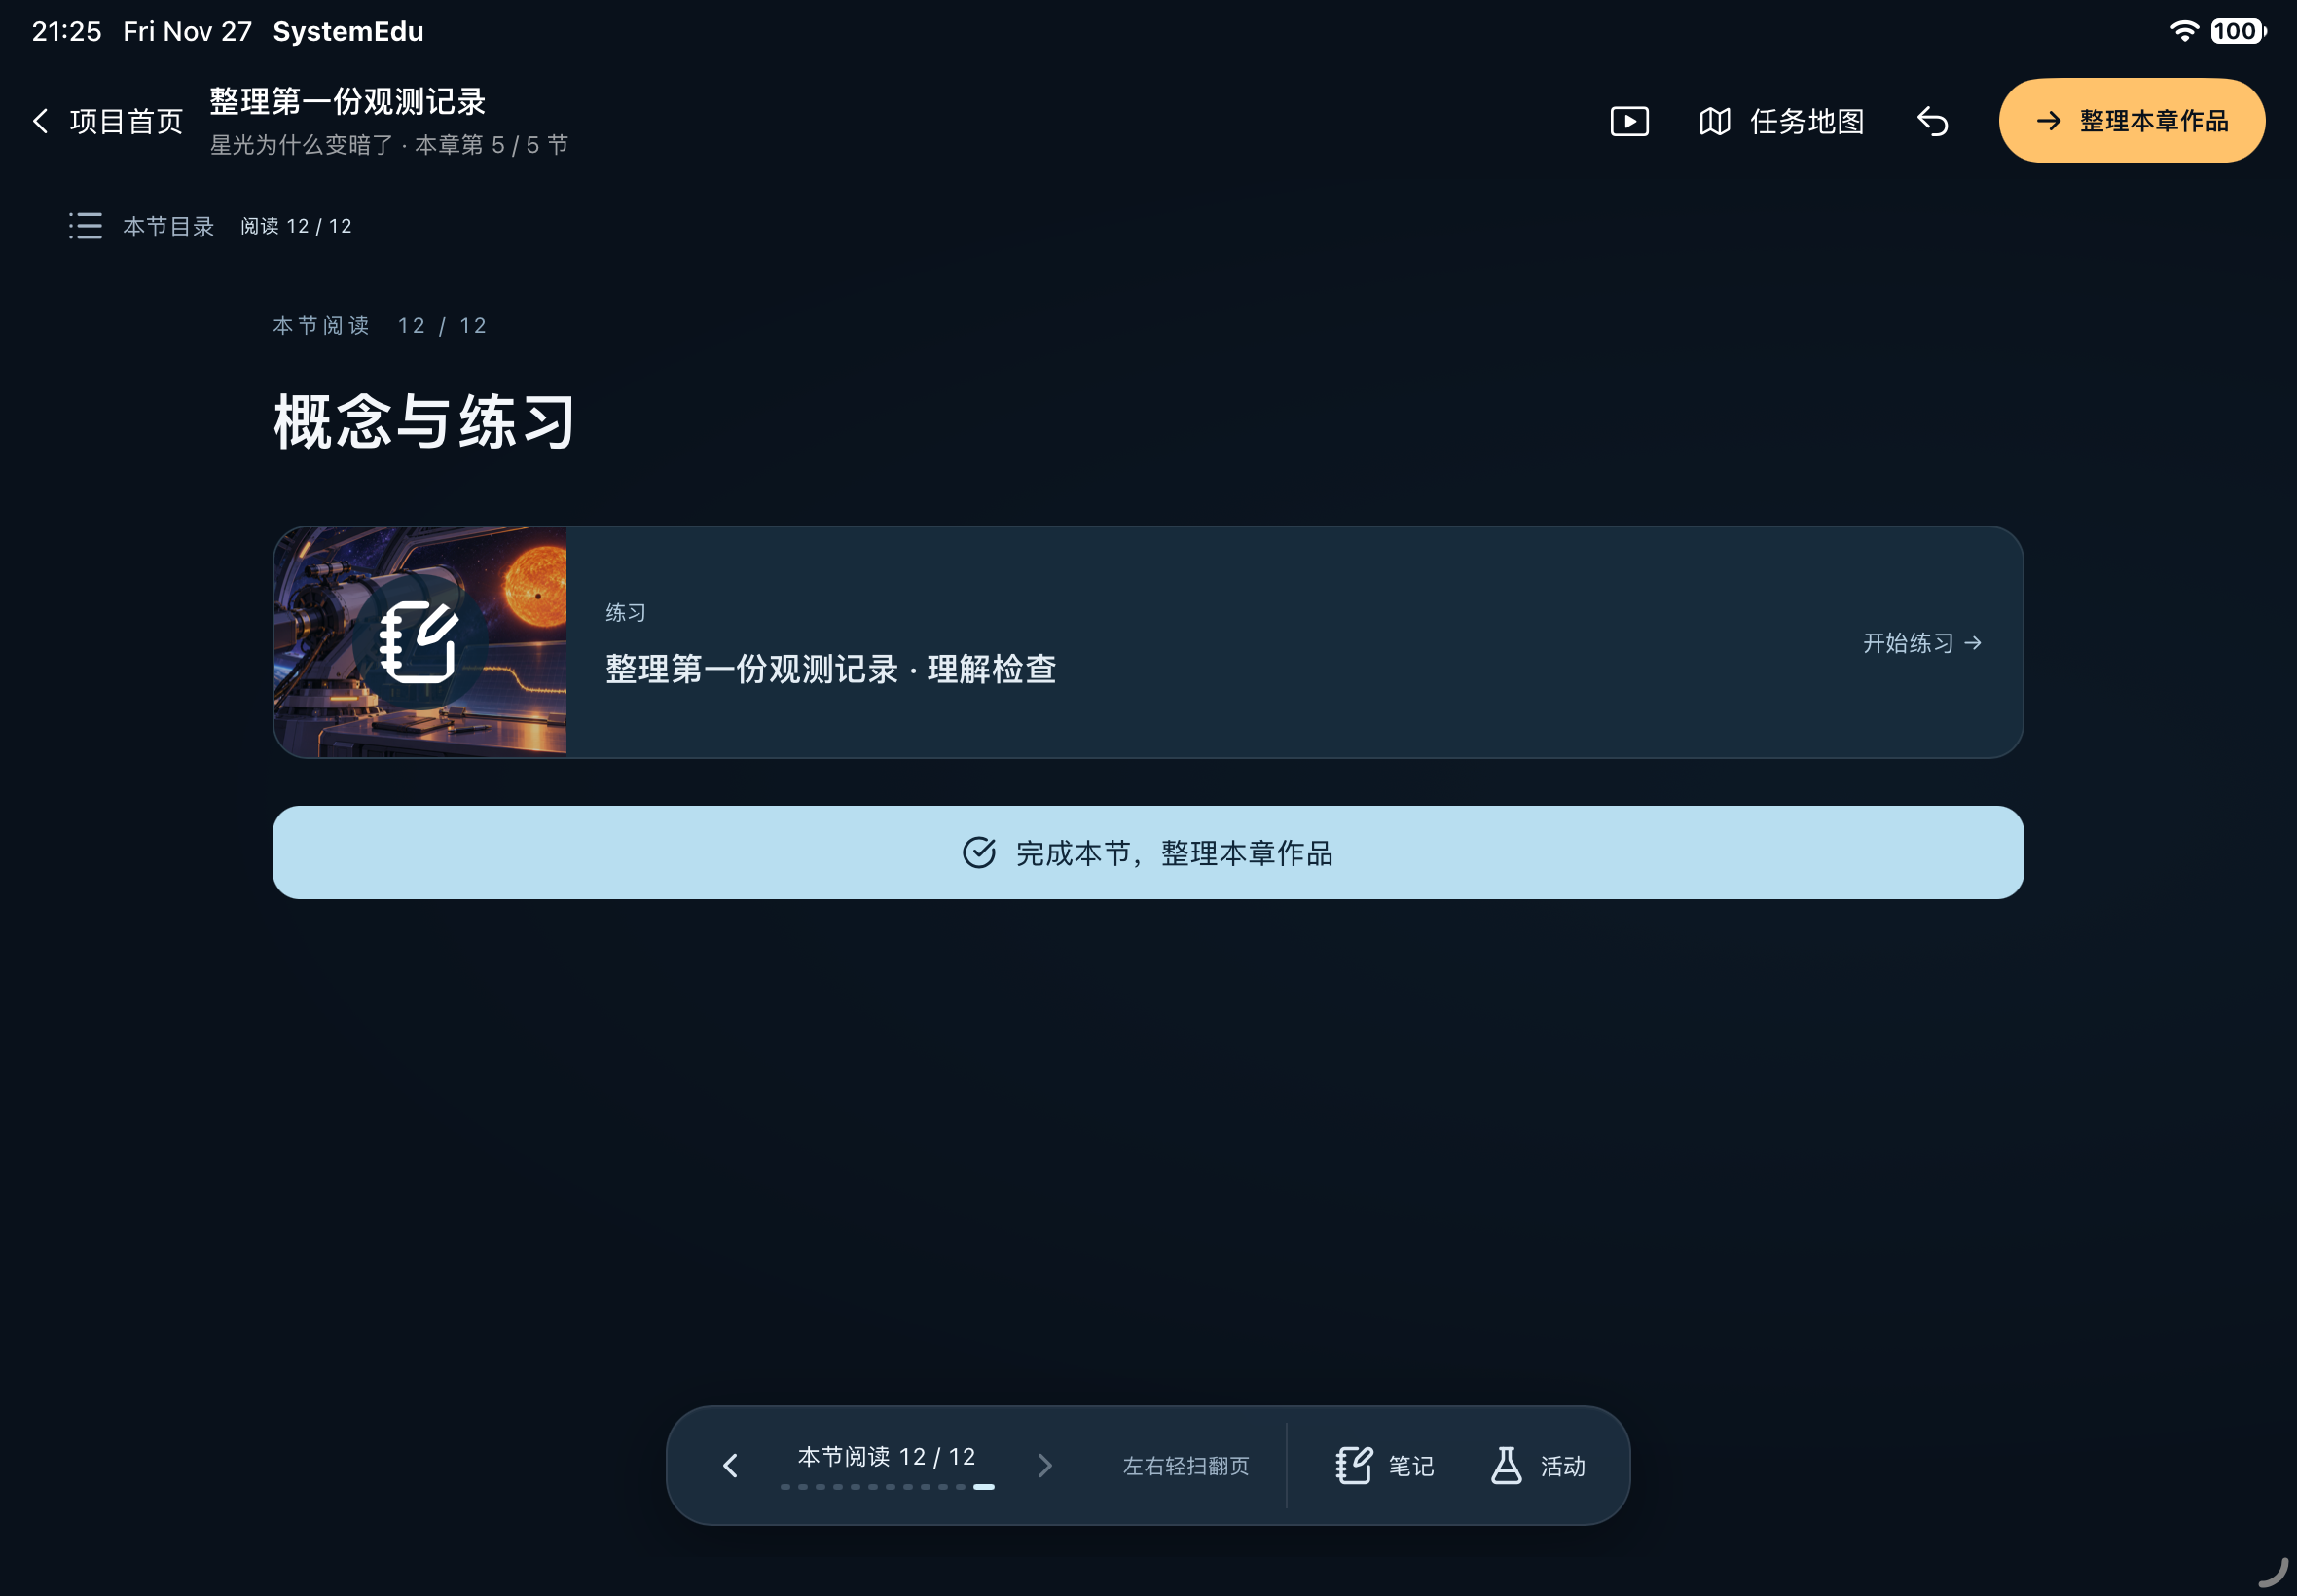 21:25 Fri Nov 27 SystemEdu 100
项目首页
整理第一份观测记录
星光为什么变暗了 · 本章第 5 / 5 节
任务地图
整理本章作品
本节目录 阅读 12 / 12
本节阅读 12 / 12
概念与练习
练习
整理第一份观测记录 · 理解检查
开始练习 →
完成本节，整理本章作品
本节阅读 12 / 12
左右轻扫翻页
笔记
活动